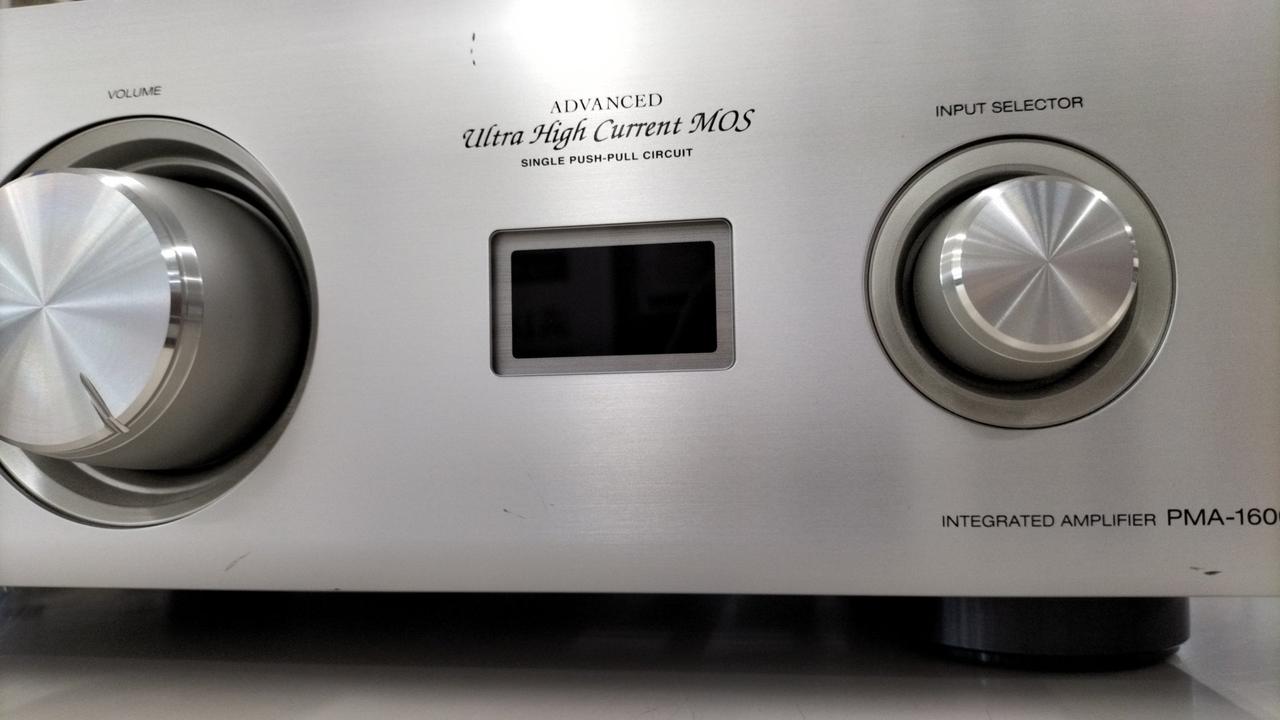 VOLUME
ADVANCED
Ultra High Current MOS
SINGLE PUSH-PULL CIRCUIT
INPUT SELECTOR
INTEGRATED AMPLIFIER PMA-160